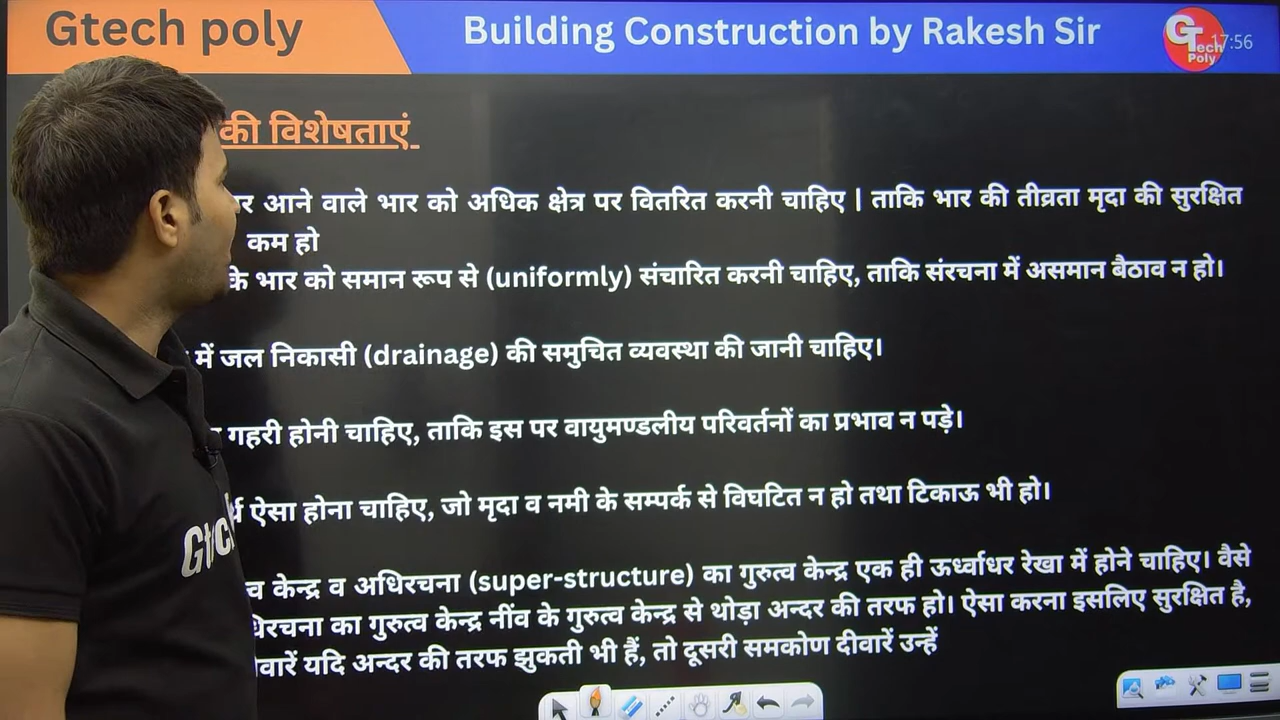 Gtech poly
Building Construction by Rakesh Sir
GTech Poly
17:56
की विशेषताएं
आने वाले भार को अधिक क्षेत्र पर वितरित करनी चाहिए | ताकि भार की तीव्रता मृदा की सुरक्षित
कम हो
के भार को समान रूप से (uniformly) संचारित करनी चाहिए, ताकि संरचना में असमान बैठाव न हो।
में जल निकासी (drainage) की समुचित व्यवस्था की जानी चाहिए।
गहरी होनी चाहिए, ताकि इस पर वायुमण्डलीय परिवर्तनों का प्रभाव न पड़े।
ऐसा होना चाहिए, जो मृदा व नमी के सम्पर्क से विघटित न हो तथा टिकाऊ भी हो।
केन्द्र व अधिरचना (super-structure) का गुरुत्व केन्द्र एक ही ऊर्ध्वाधर रेखा में होने चाहिए। वैसे
का गुरुत्व केन्द्र नींव के गुरुत्व केन्द्र से थोड़ा अन्दर की तरफ हो। ऐसा करना इसलिए सुरक्षित है,
यदि अन्दर की तरफ झुकती भी हैं, तो दूसरी समकोण दीवारें उन्हें